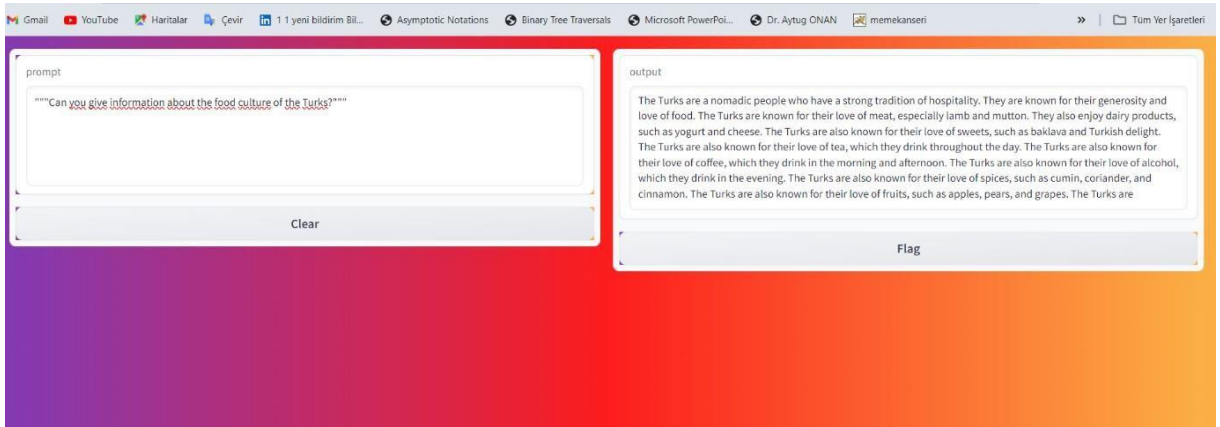 Gmail YouTube Haritalar Çevir 1 1 yeni bildirim Bil... Asymptotic Notations Binary Tree Traversals Microsoft PowerPoi... Dr. Aytug ONAN memekanseri » Tüm Yer İşaretleri
prompt
"""Can you give information about the food culture of the Turks?"""
Clear
output
The Turks are a nomadic people who have a strong tradition of hospitality. They are known for their generosity and
love of food. The Turks are known for their love of meat, especially lamb and mutton. They also enjoy dairy products,
such as yogurt and cheese. The Turks are also known for their love of sweets, such as baklava and Turkish delight.
The Turks are also known for their love of tea, which they drink throughout the day. The Turks are also known for
their love of coffee, which they drink in the morning and afternoon. The Turks are also known for their love of alcohol,
which they drink in the evening. The Turks are also known for their love of spices, such as cumin, coriander, and
cinnamon. The Turks are also known for their love of fruits, such as apples, pears, and grapes. The Turks are
Flag